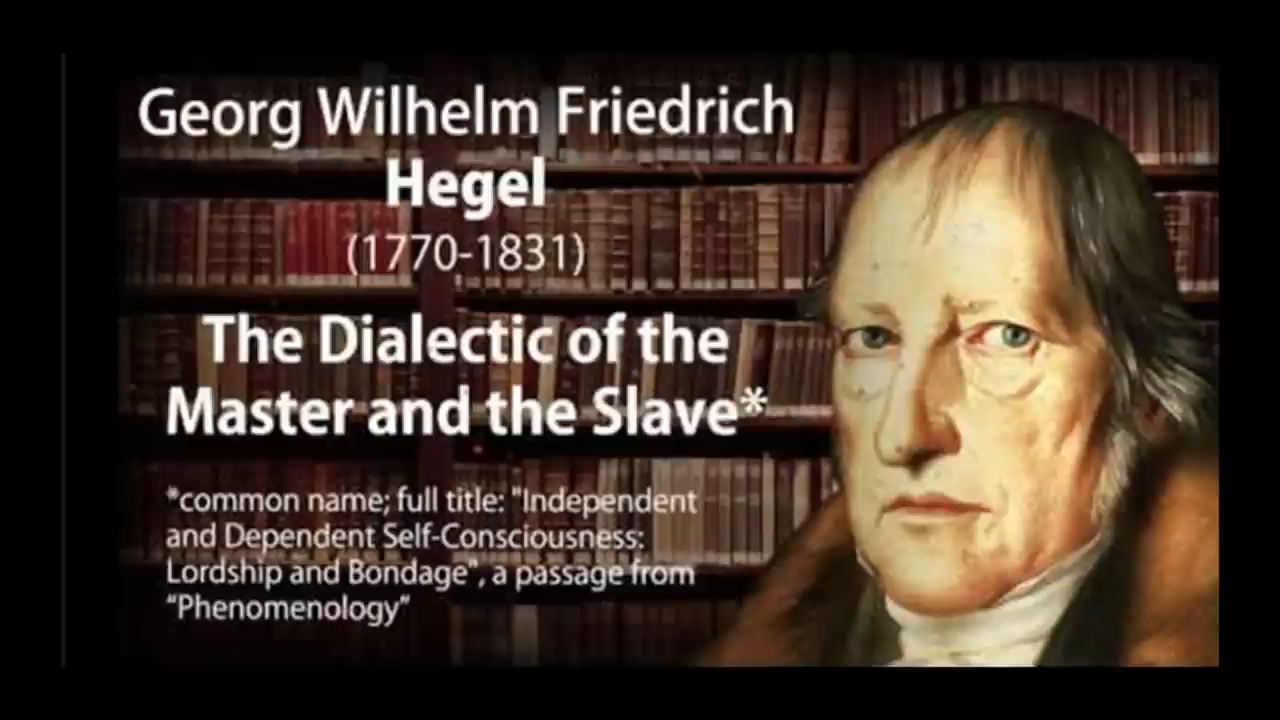 Georg Wilhelm Friedrich
Hegel
(1770-1831)
The Dialectic of the
Master and the Slave*
*common name; full title: "Independent
and Dependent Self-Consciousness:
Lordship and Bondage", a passage from
“Phenomenology”